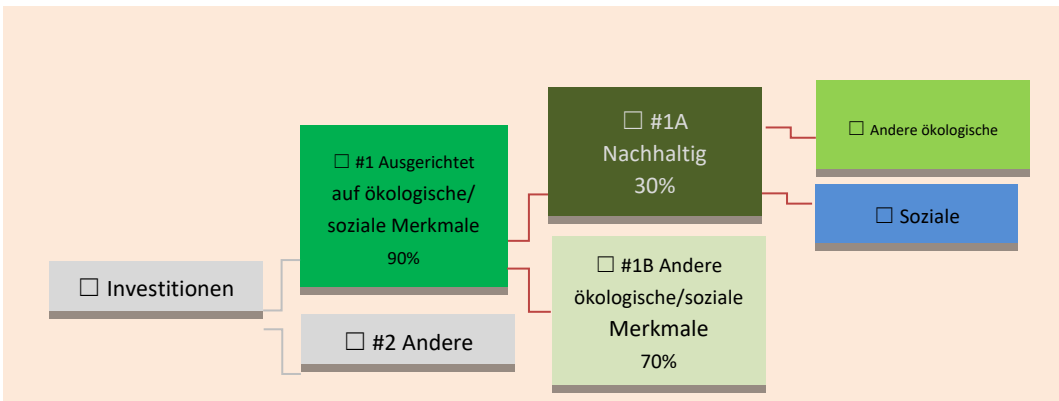 ☐ Investitionen
☐ #1 Ausgerichtet
auf ökologische/
soziale Merkmale
90%
☐ #2 Andere
☐ #1A
Nachhaltig
30%
☐ #1B Andere
ökologische/soziale
Merkmale
70%
☐ Andere ökologische
☐ Soziale